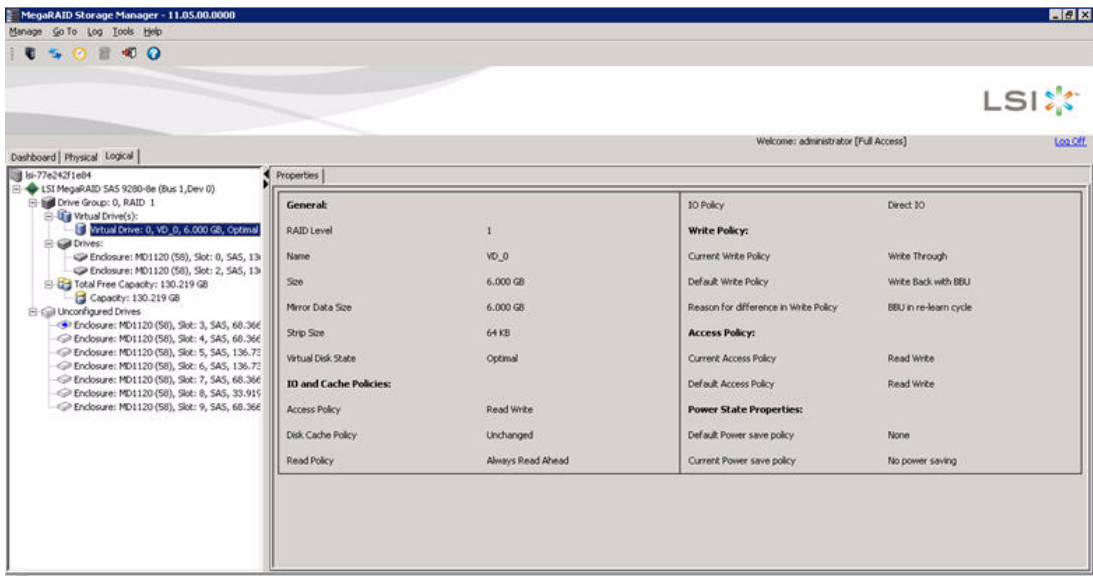 MegaRAID Storage Manager - 11.05.00.0000
Manage Go To Log Tools Help
LSI
Welcome: administrator [Full Access]
Log Off
Dashboard Physical Logical
lsi-77e242f1e84
LSI MegaRAID SAS 9280-8e (Bus 1,Dev 0)
Drive Group: 0, RAID 1
Virtual Drive(s):
Virtual Drive: 0, VD_0, 6.000 GB, Optimal
Drives:
Enclosure: MD1120 (58), Slot: 0, SAS, 13
Enclosure: MD1120 (58), Slot: 2, SAS, 13
Total Free Capacity: 130.219 GB
Capacity: 130.219 GB
Unconfigured Drives
Enclosure: MD1120 (58), Slot: 3, SAS, 68.366
Enclosure: MD1120 (58), Slot: 4, SAS, 68.366
Enclosure: MD1120 (58), Slot: 5, SAS, 136.73
Enclosure: MD1120 (58), Slot: 6, SAS, 136.73
Enclosure: MD1120 (58), Slot: 7, SAS, 68.366
Enclosure: MD1120 (58), Slot: 8, SAS, 33.919
Enclosure: MD1120 (58), Slot: 9, SAS, 68.366
Properties
General:
RAID Level 1
Name VD_0
Size 6.000 GB
Mirror Data Size 6.000 GB
Strip Size 64 KB
Virtual Disk State Optimal
IO and Cache Policies:
Access Policy Read Write
Disk Cache Policy Unchanged
Read Policy Always Read Ahead
IO Policy Direct IO
Write Policy:
Current Write Policy Write Through
Default Write Policy Write Back with BBU
Reason for difference in Write Policy BBU in re-learn cycle
Access Policy:
Current Access Policy Read Write
Default Access Policy Read Write
Power State Properties:
Default Power save policy None
Current Power save policy No power saving